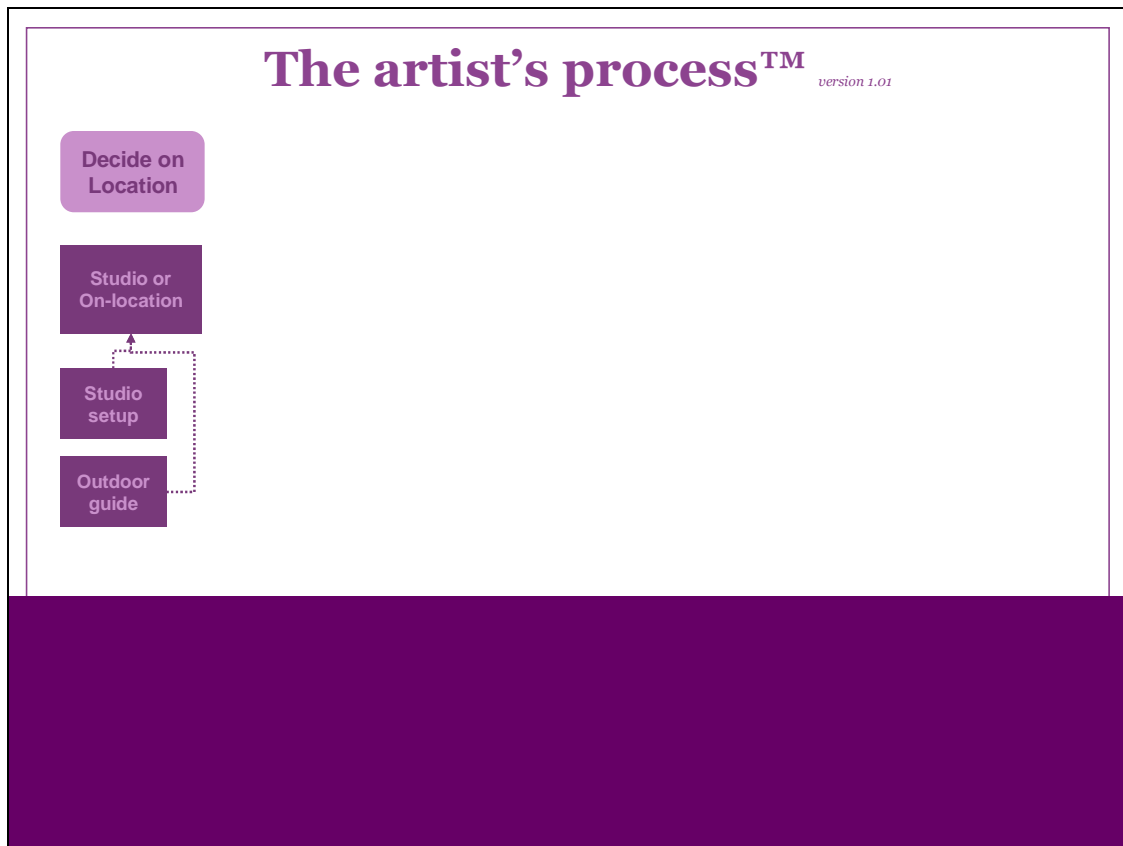 The artist’s process™ version 1.01
Decide on
Location
Studio or
On-location
Studio
setup
Outdoor
guide